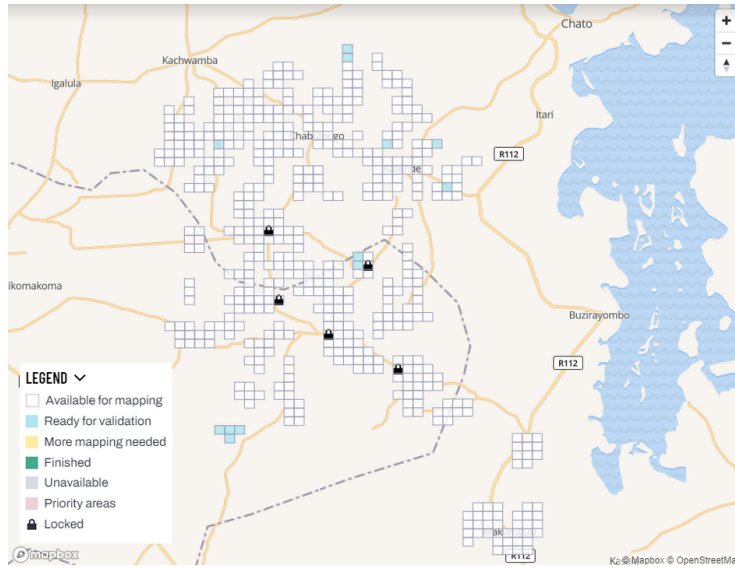 Chato
+
−
Kachwamba
Igalula
Itari
R112
ikomakoma
Buzirayombo
R112
LEGEND
Available for mapping
Ready for validation
More mapping needed
Finished
Unavailable
Priority areas
Locked
R112
mapbox
© Mapbox © OpenStreetMa